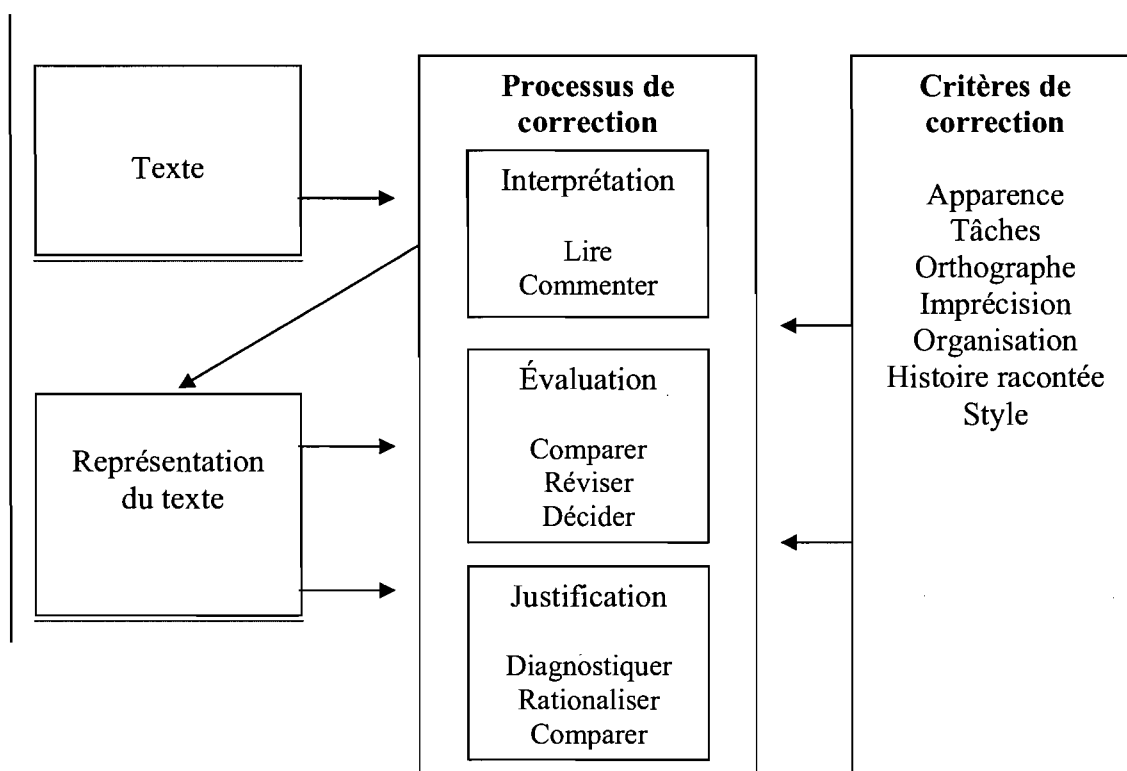 Texte
Représentation
du texte
Processus de
correction
Interprétation
Lire
Commenter
Évaluation
Comparer
Réviser
Décider
Justification
Diagnostiquer
Rationaliser
Comparer
Critères de
correction
Apparence
Tâches
Orthographe
Imprécision
Organisation
Histoire racontée
Style